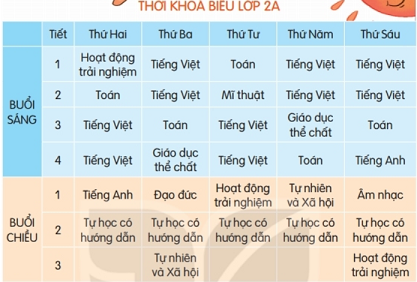 THỜI KHÓA BIỂU LỚP 2A
Tiết Thứ Hai Thứ Ba Thứ Tư Thứ Năm Thứ Sáu
BUỔI SÁNG
1 Hoạt động trải nghiệm Tiếng Việt Toán Tiếng Việt Tiếng Việt
2 Toán Tiếng Việt Mĩ thuật Tiếng Việt Tiếng Việt
3 Tiếng Việt Toán Tiếng Việt Giáo dục thể chất Toán
4 Tiếng Việt Giáo dục thể chất Tiếng Việt Toán Tiếng Anh
BUỔI CHIỀU
1 Tiếng Anh Đạo đức Hoạt động trải nghiệm Tự nhiên và Xã hội Âm nhạc
2 Tự học có hướng dẫn Tự học có hướng dẫn Tự học có hướng dẫn Tự học có hướng dẫn Tự học có hướng dẫn
3 Tự nhiên và Xã hội Hoạt động trải nghiệm